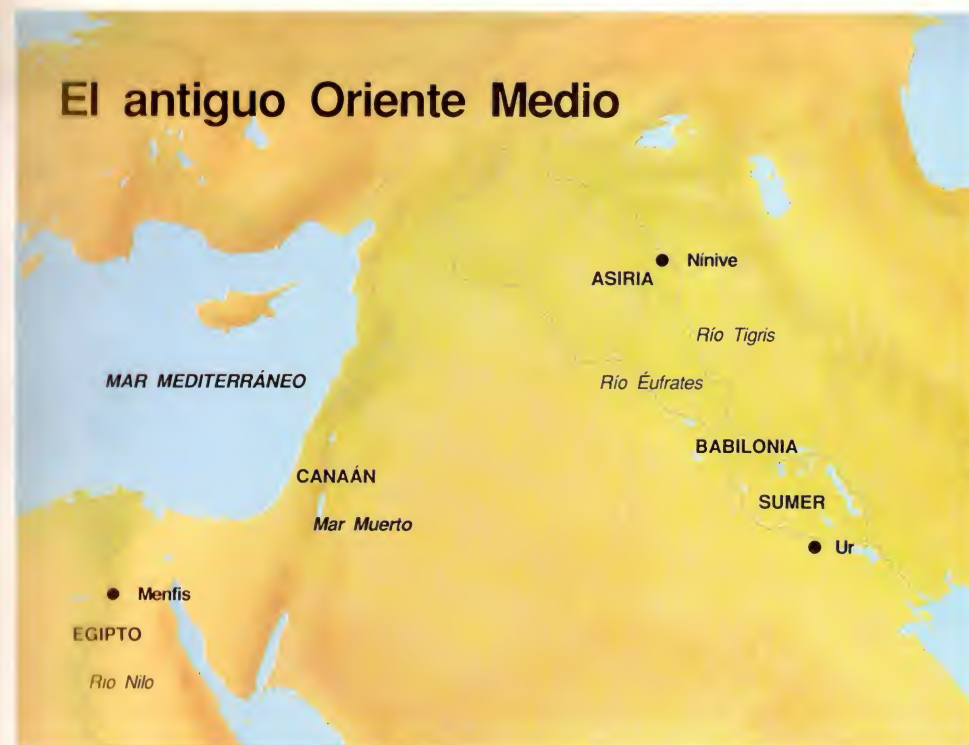 El antiguo Oriente Medio
Nínive
ASIRIA
Río Tigris
MAR MEDITERRÁNEO
Río Éufrates
BABILONIA
CANAÁN
SUMER
Mar Muerto
Ur
Menfis
EGIPTO
Río Nilo